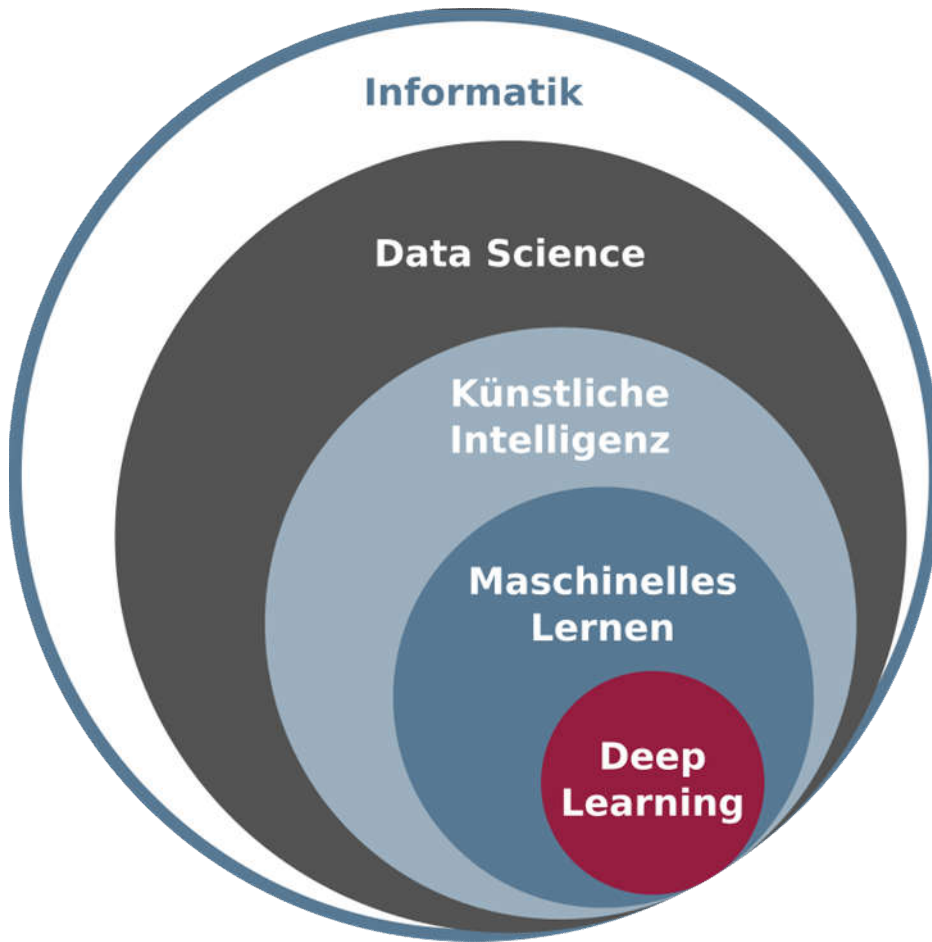 Informatik
Data Science
Künstliche
Intelligenz
Maschinelles
Lernen
Deep
Learning